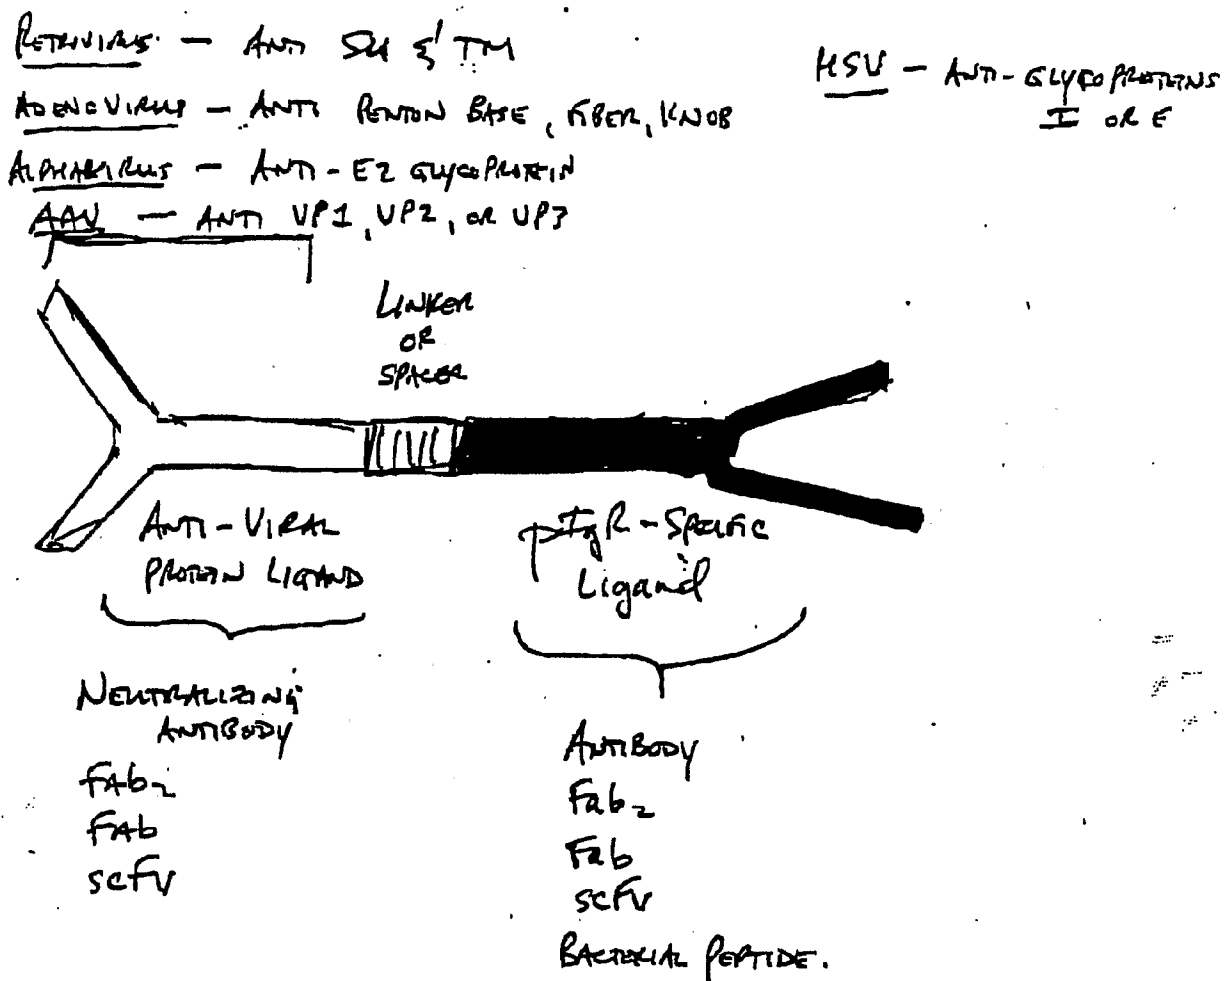 RETROVIRUS - ANTI SU & TM
HSV - ANTI-GLYCOPROTEINS
I OR E
ADENOVIRUS - ANTI PENTON BASE, FIBER, KNOB
ALPHAVIRUS - ANTI-E2 GLYCOPROTEIN
AAV - ANTI VP1, VP2, OR VP3
LINKER
OR
SPACER
ANTI-VIRAL
PROTEIN LIGAND
pIgR-SPECIFIC
Ligand
NEUTRALIZING
ANTIBODY
FAb2
FAb
scFV
ANTIBODY
Fab2
Fab
scFV
BACTERIAL PEPTIDE.